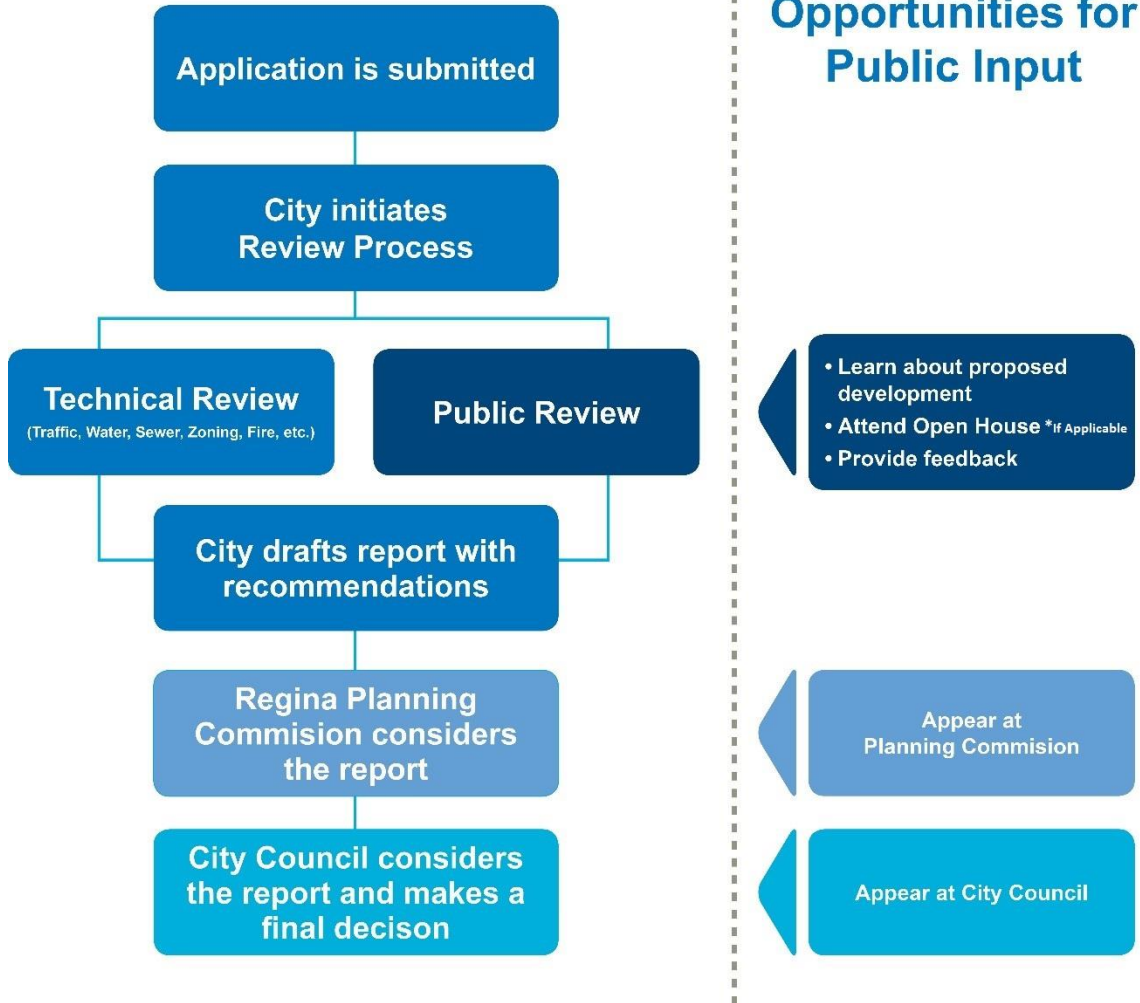 Application is submitted
City initiates
Review Process
Technical Review
(Traffic, Water, Sewer, Zoning, Fire, etc.)
Public Review
City drafts report with
recommendations
Regina Planning
Commision considers
the report
City Council considers
the report and makes a
final decison
Opportunities for
Public Input
• Learn about proposed
development
• Attend Open House *If Applicable
• Provide feedback
Appear at
Planning Commision
Appear at City Council